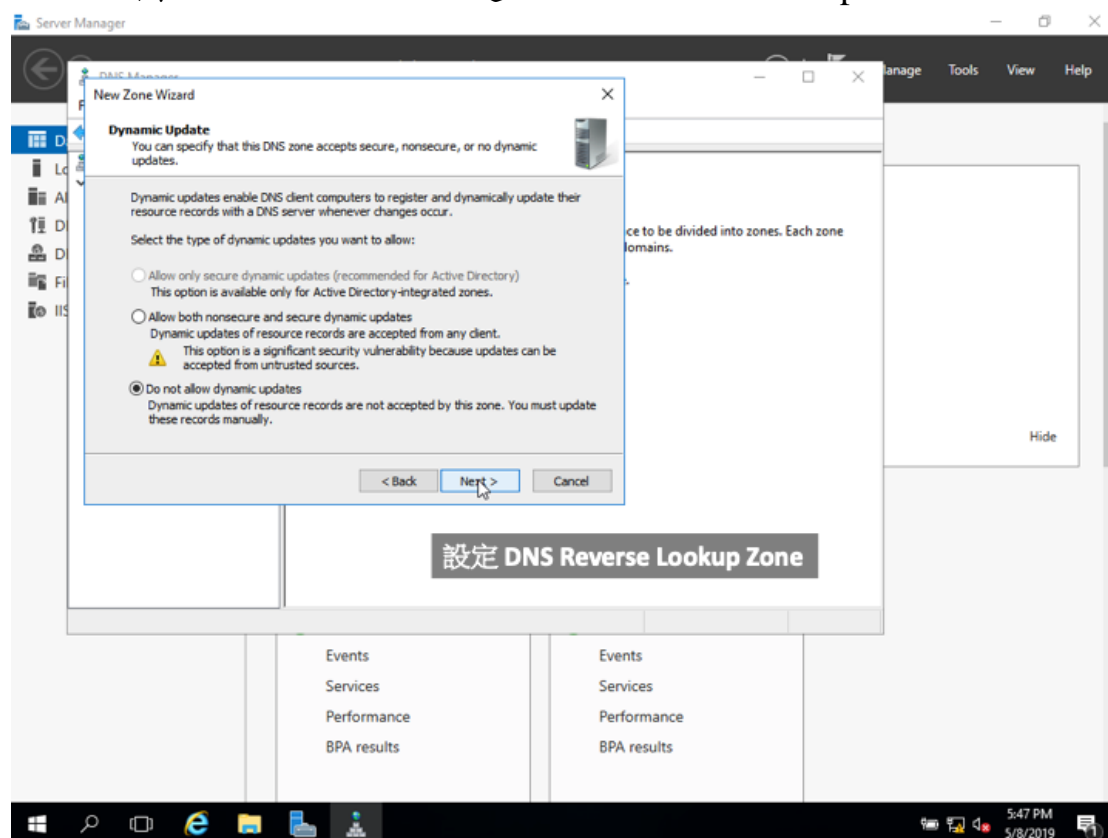 Server Manager
Manage Tools View Help
DNS Manager
New Zone Wizard
Dynamic Update
You can specify that this DNS zone accepts secure, nonsecure, or no dynamic
updates.
Dynamic updates enable DNS client computers to register and dynamically update their
resource records with a DNS server whenever changes occur.
Select the type of dynamic updates you want to allow:
Allow only secure dynamic updates (recommended for Active Directory)
This option is available only for Active Directory-integrated zones.
Allow both nonsecure and secure dynamic updates
Dynamic updates of resource records are accepted from any client.
This option is a significant security vulnerability because updates can be
accepted from untrusted sources.
Do not allow dynamic updates
Dynamic updates of resource records are not accepted by this zone. You must update
these records manually.
< Back Next > Cancel
ce to be divided into zones. Each zone
domains.
Hide
D
Lo
Al
D
D
Fi
IIS
設定 DNS Reverse Lookup Zone
Events Events
Services Services
Performance Performance
BPA results BPA results
5:47 PM
5/8/2019